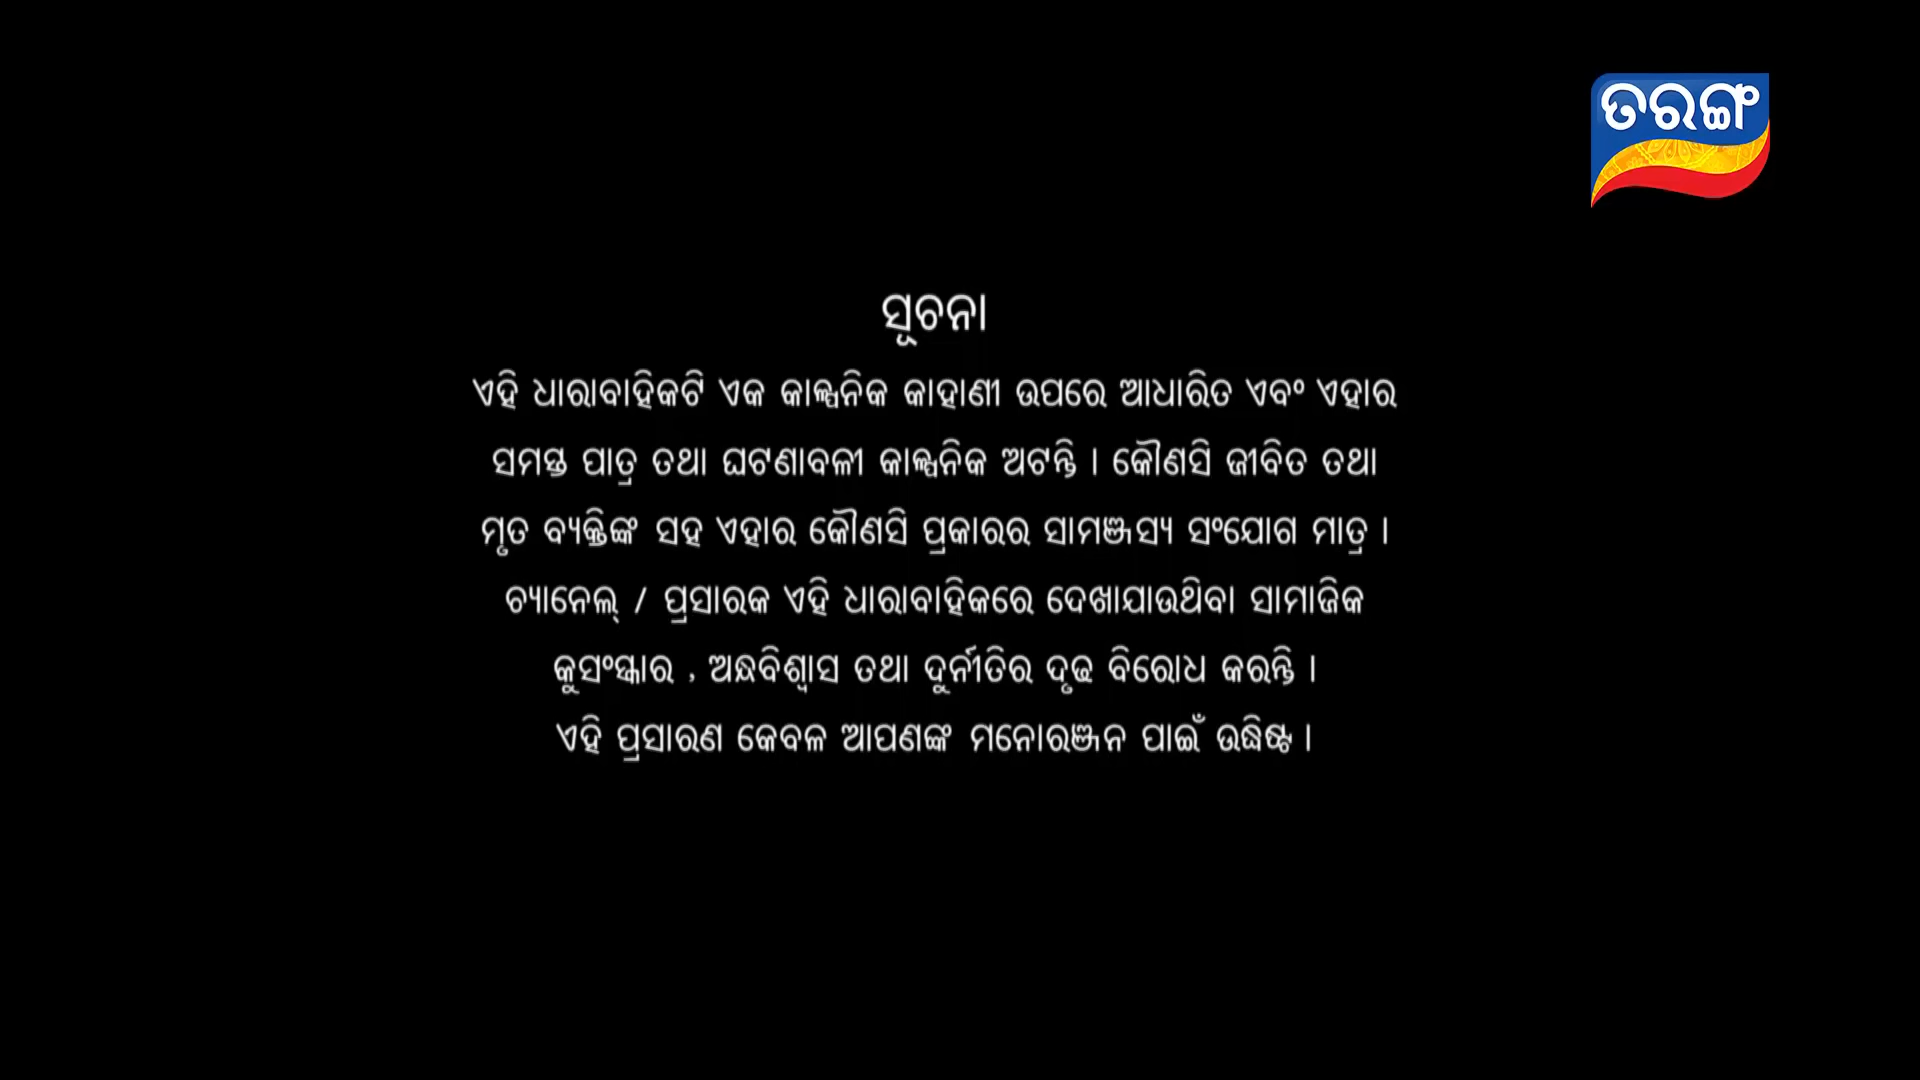 ତରଙ୍ଗ
ସୂଚନା
ଏହି ଧାରାବାହିକଟି ଏକ କାଳ୍ପନିକ କାହାଣୀ ଉପରେ ଆଧାରିତ ଏବଂ ଏହାର
ସମସ୍ତ ପାତ୍ର ତଥା ଘଟଣାବଳୀ କାଳ୍ପନିକ ଅଟନ୍ତି । କୌଣସି ଜୀବିତ ତଥା
ମୃତ ବ୍ୟକ୍ତିଙ୍କ ସହ ଏହାର କୌଣସି ପ୍ରକାରର ସାମଞ୍ଜସ୍ୟ ସଂଯୋଗ ମାତ୍ର ।
ଚ୍ୟାନେଲ୍ / ପ୍ରସାରକ ଏହି ଧାରାବାହିକରେ ଦେଖାଯାଉଥିବା ସାମାଜିକ
କୁସଂସ୍କାର , ଅନ୍ଧବିଶ୍ୱାସ ତଥା ଦୁର୍ନୀତିର ଦୃଢ ବିରୋଧ କରନ୍ତି ।
ଏହି ପ୍ରସାରଣ କେବଳ ଆପଣଙ୍କ ମନୋରଞ୍ଜନ ପାଇଁ ଉଦ୍ଧିଷ୍ଟ ।